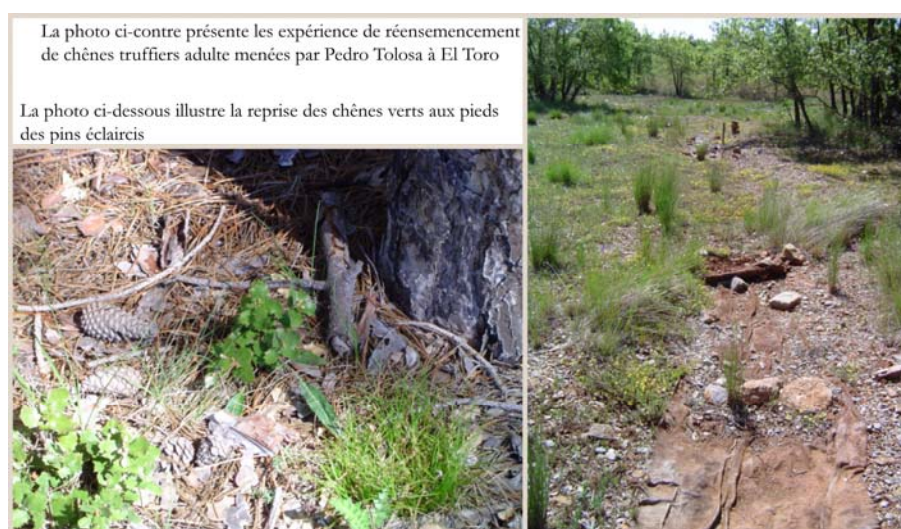 La photo ci-contre présente les expérience de réensemencement
de chênes truffiers adulte menées par Pedro Tolosa à El Toro
La photo ci-dessous illustre la reprise des chênes verts aux pieds
des pins éclaircis